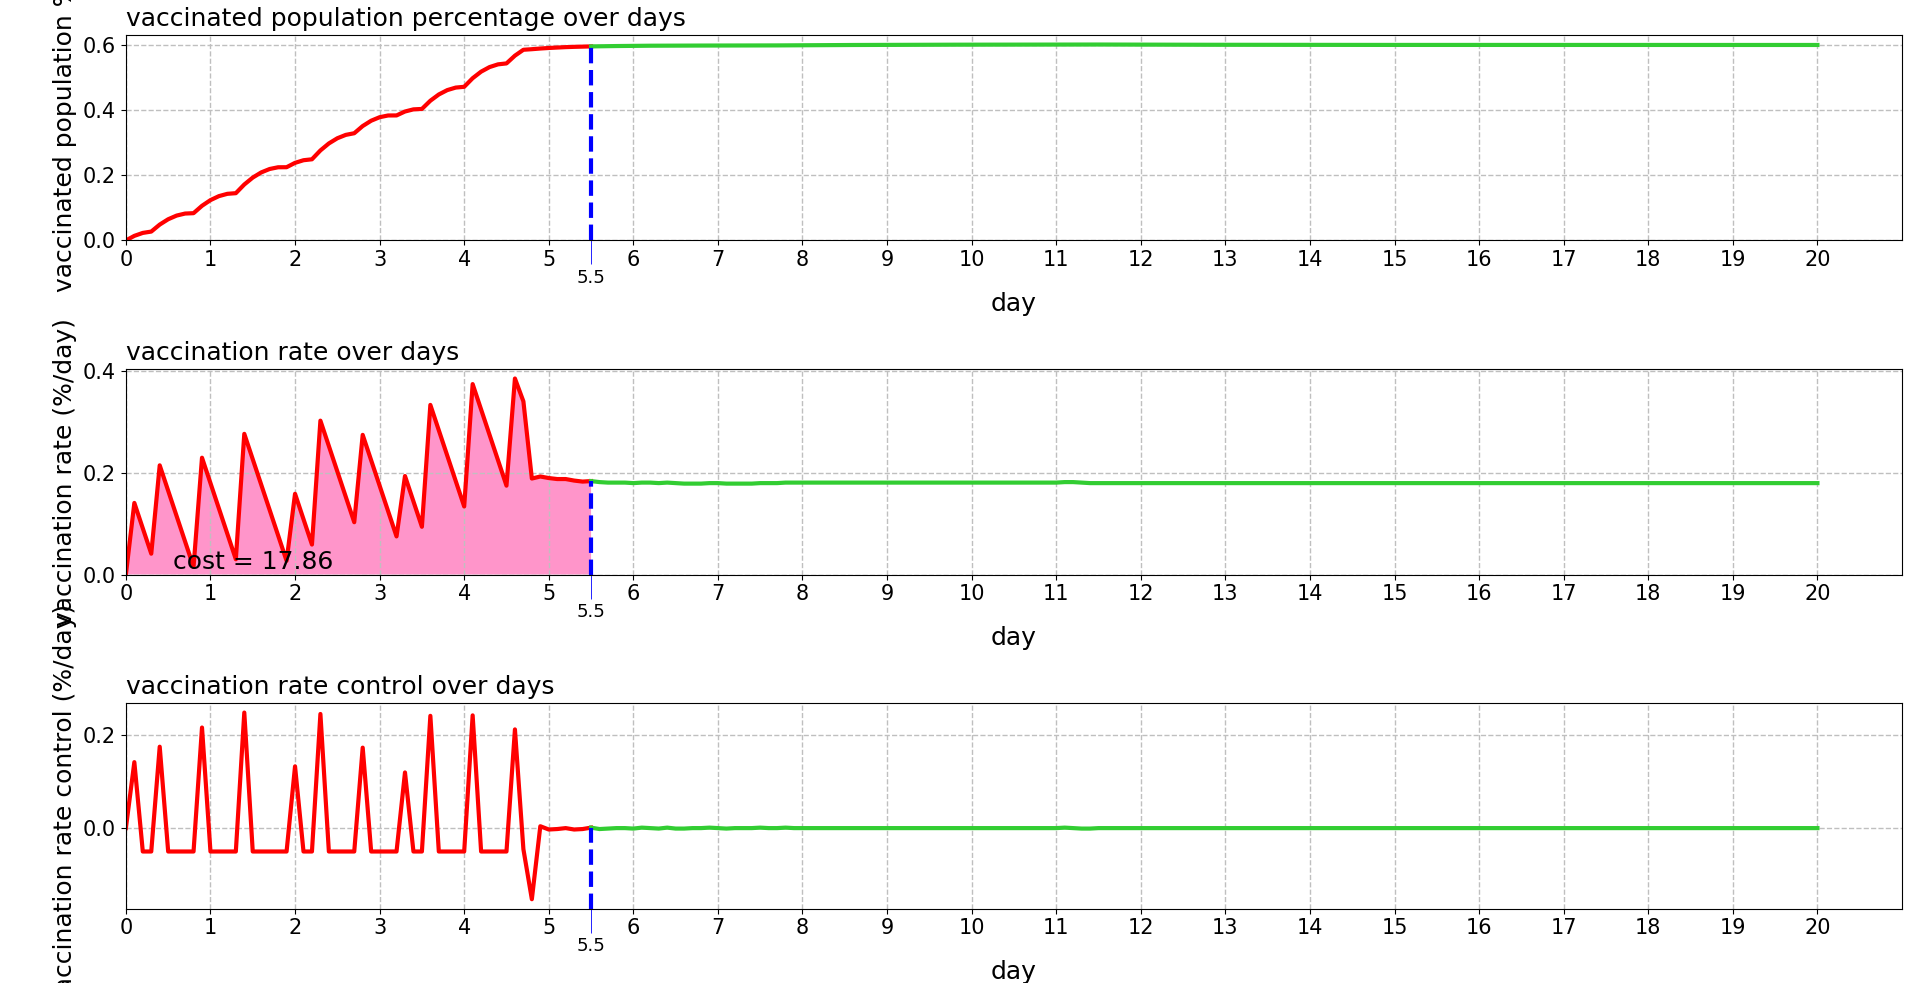 vaccinated population percentage over days
vaccinated population %
0.6
0.4
0.2
0.0
0 1 2 3 4 5 6 7 8 9 10 11 12 13 14 15 16 17 18 19 20
5.5
day
vaccination rate over days
vaccination rate (%/day)
0.4
0.2
0.0
cost = 17.86
0 1 2 3 4 5 6 7 8 9 10 11 12 13 14 15 16 17 18 19 20
5.5
day
vaccination rate control over days
accination rate control (%/day)
0.2
0.0
0 1 2 3 4 5 6 7 8 9 10 11 12 13 14 15 16 17 18 19 20
5.5
day